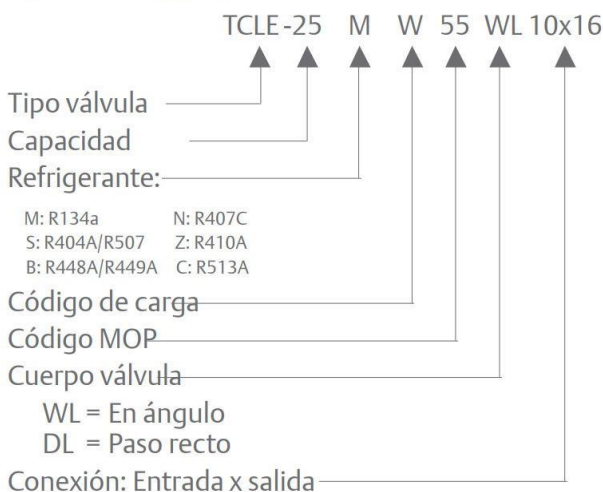 TCLE-25 M W 55 WL 10x16
Tipo válvula
Capacidad
Refrigerante:
M: R134a N: R407C
S: R404A/R507 Z: R410A
B: R448A/R449A C: R513A
Código de carga
Código MOP
Cuerpo válvula
WL = En ángulo
DL = Paso recto
Conexión: Entrada x salida